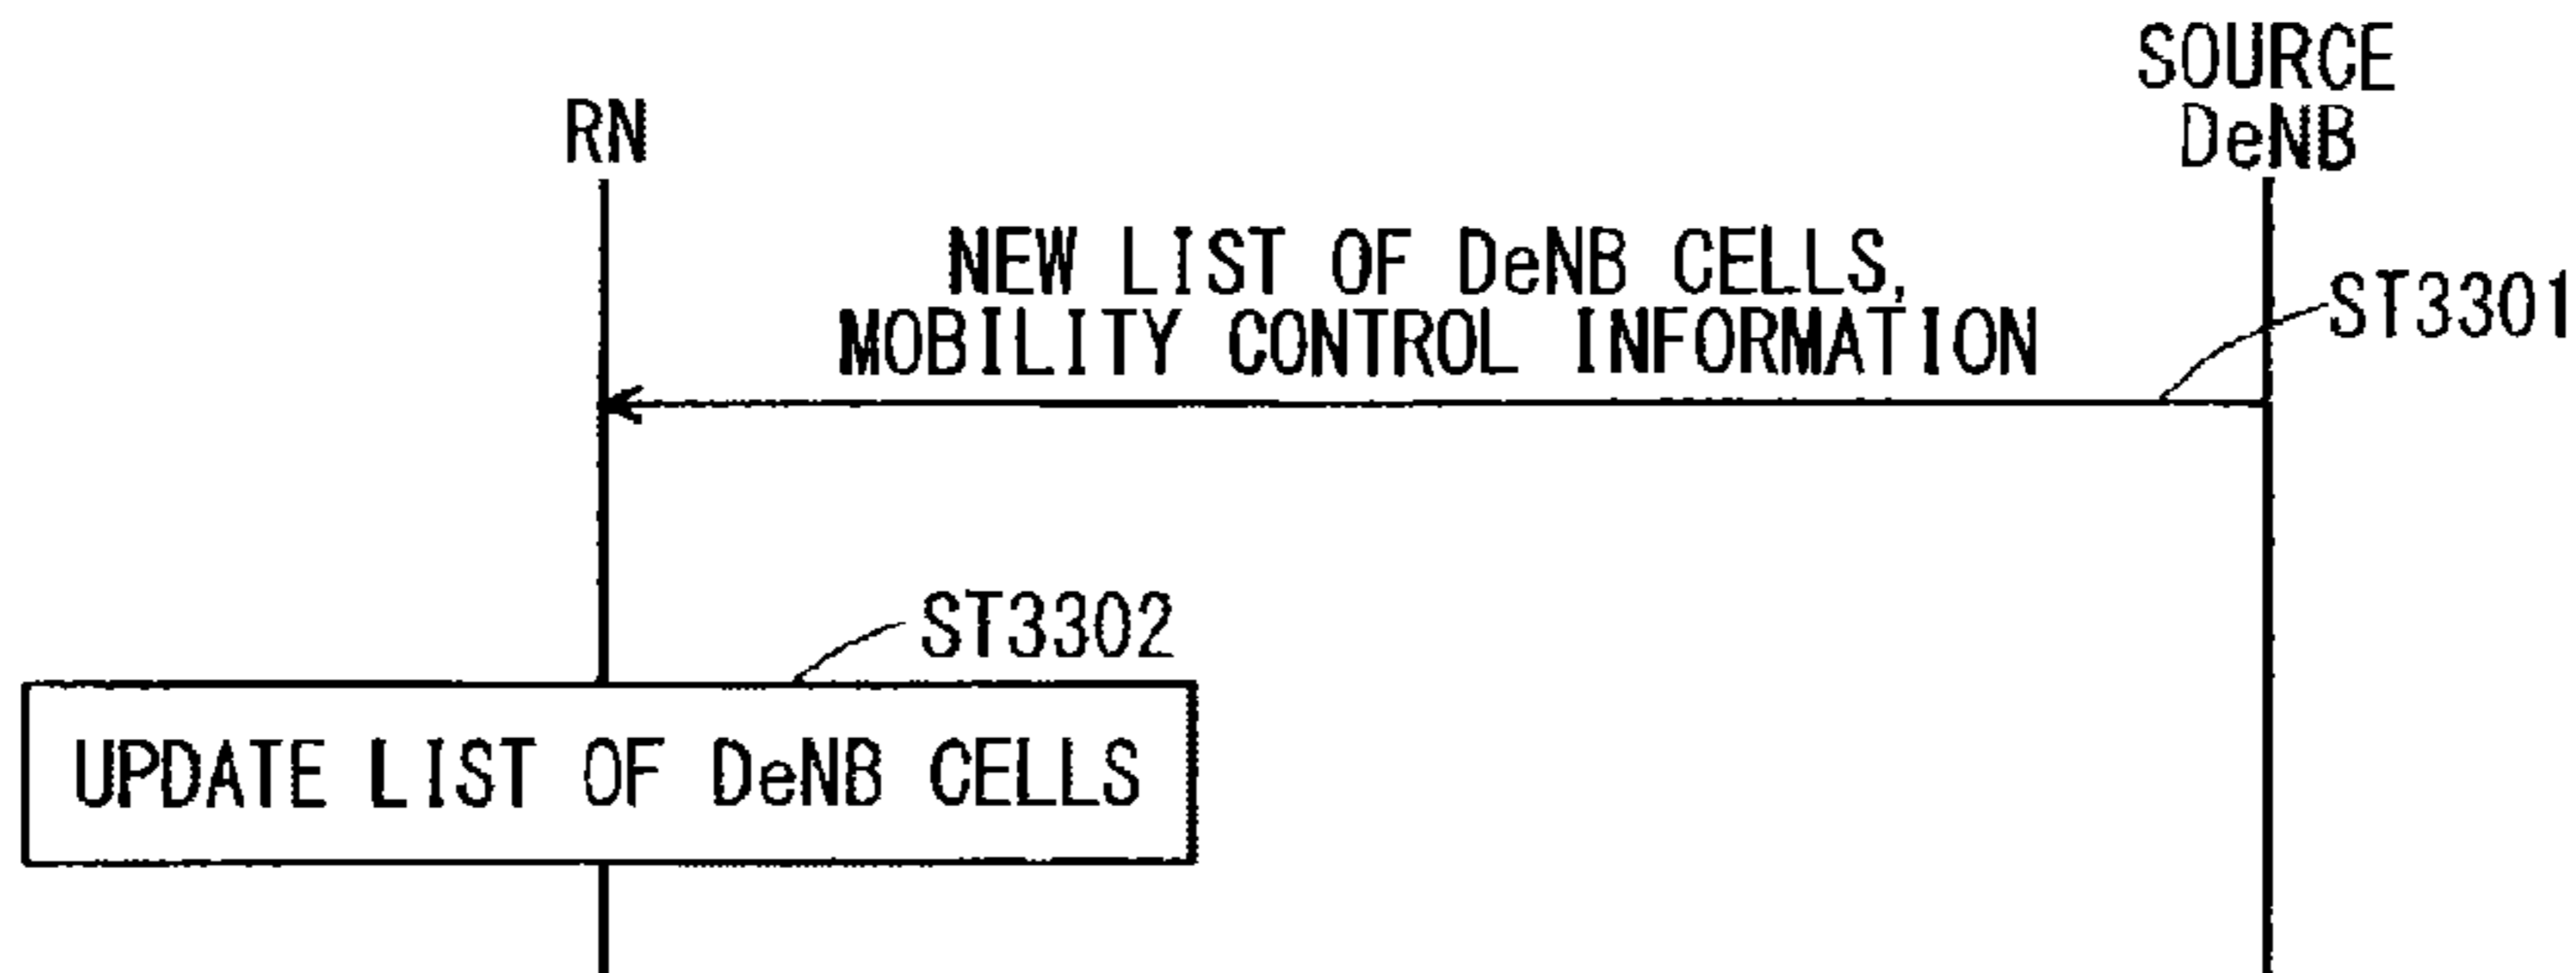 RN
SOURCE
DeNB
NEW LIST OF DeNB CELLS,
MOBILITY CONTROL INFORMATION
ST3301
ST3302
UPDATE LIST OF DeNB CELLS